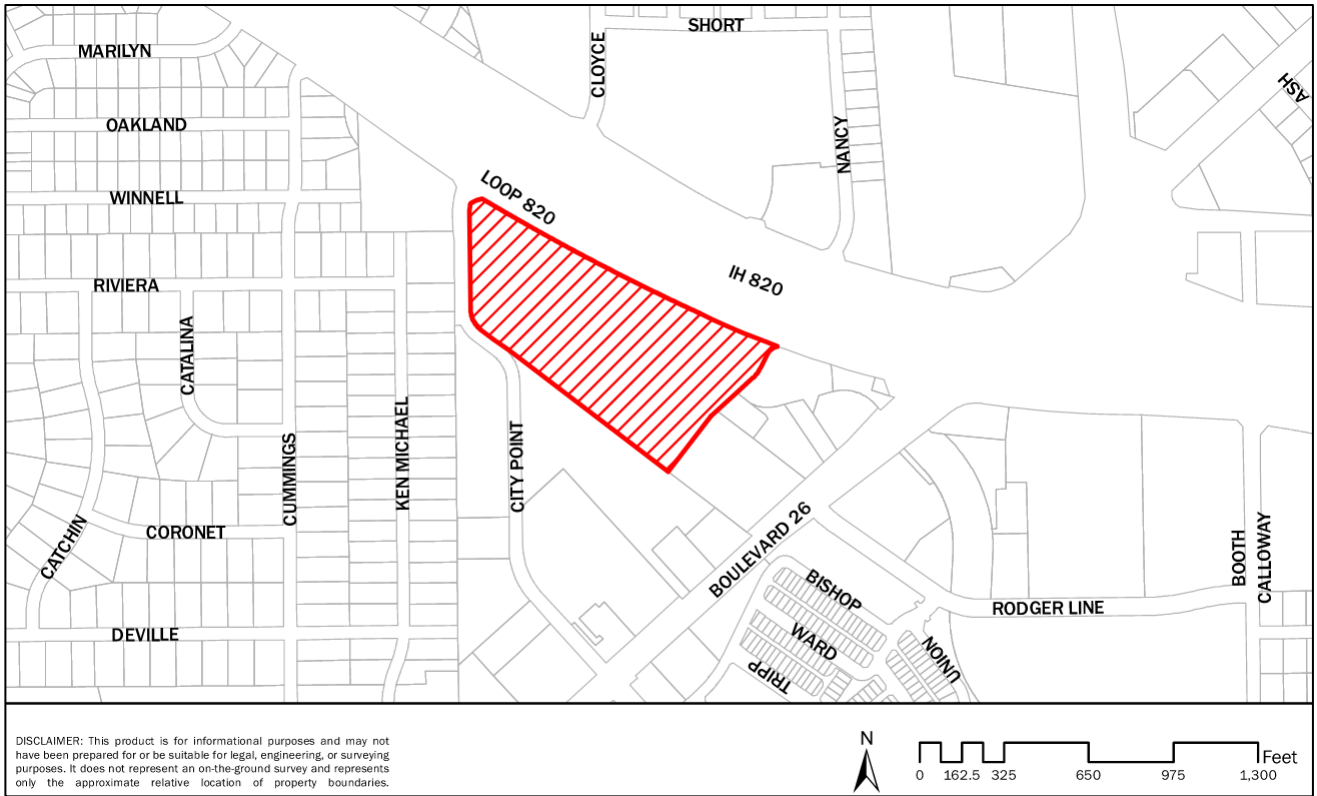 SHORT
MARILYN
CLOYCE
ASH
OAKLAND
NANCY
WINNELL
LOOP 820
IH 820
RIVIERA
CATALINA
CUMMINGS
KEN MICHAEL
CITY POINT
CORONET
CATCHIN
BOULEVARD 26
BOOTH
CALLOWAY
BISHOP
RODGER LINE
DEVILLE
WARD
UNION
TRIPP
DISCLAIMER: This product is for informational purposes and may not
have been prepared for or be suitable for legal, engineering, or surveying
purposes. It does not represent an on-the-ground survey and represents
only the approximate relative location of property boundaries.
N
Feet
0 162.5 325 650 975 1,300